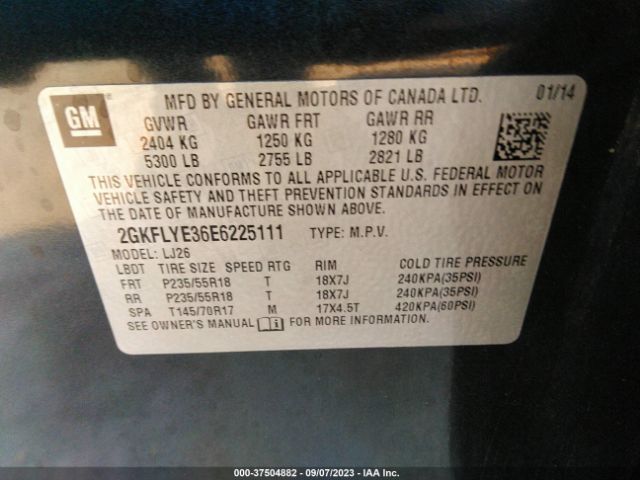 GM
MFD BY GENERAL MOTORS OF CANADA LTD. 01/14
GVWR GAWR FRT GAWR RR
2404 KG 1250 KG 1280 KG
5300 LB 2755 LB 2821 LB
THIS VEHICLE CONFORMS TO ALL APPLICABLE U.S. FEDERAL MOTOR
VEHICLE SAFETY AND THEFT PREVENTION STANDARDS IN EFFECT ON
THE DATE OF MANUFACTURE SHOWN ABOVE.
2GKFLYE36E6225111 TYPE: M.P.V.
MODEL: LJ26
LBDT TIRE SIZE SPEED RTG RIM COLD TIRE PRESSURE
FRT P235/55R18 T 18X7J 240KPA(35PSI)
RR P235/55R18 T 18X7J 240KPA(35PSI)
SPA T145/70R17 M 17X4.5T 420KPA(60PSI)
SEE OWNER'S MANUAL FOR MORE INFORMATION.
000-37504882 - 09/07/2023 - IAA Inc.